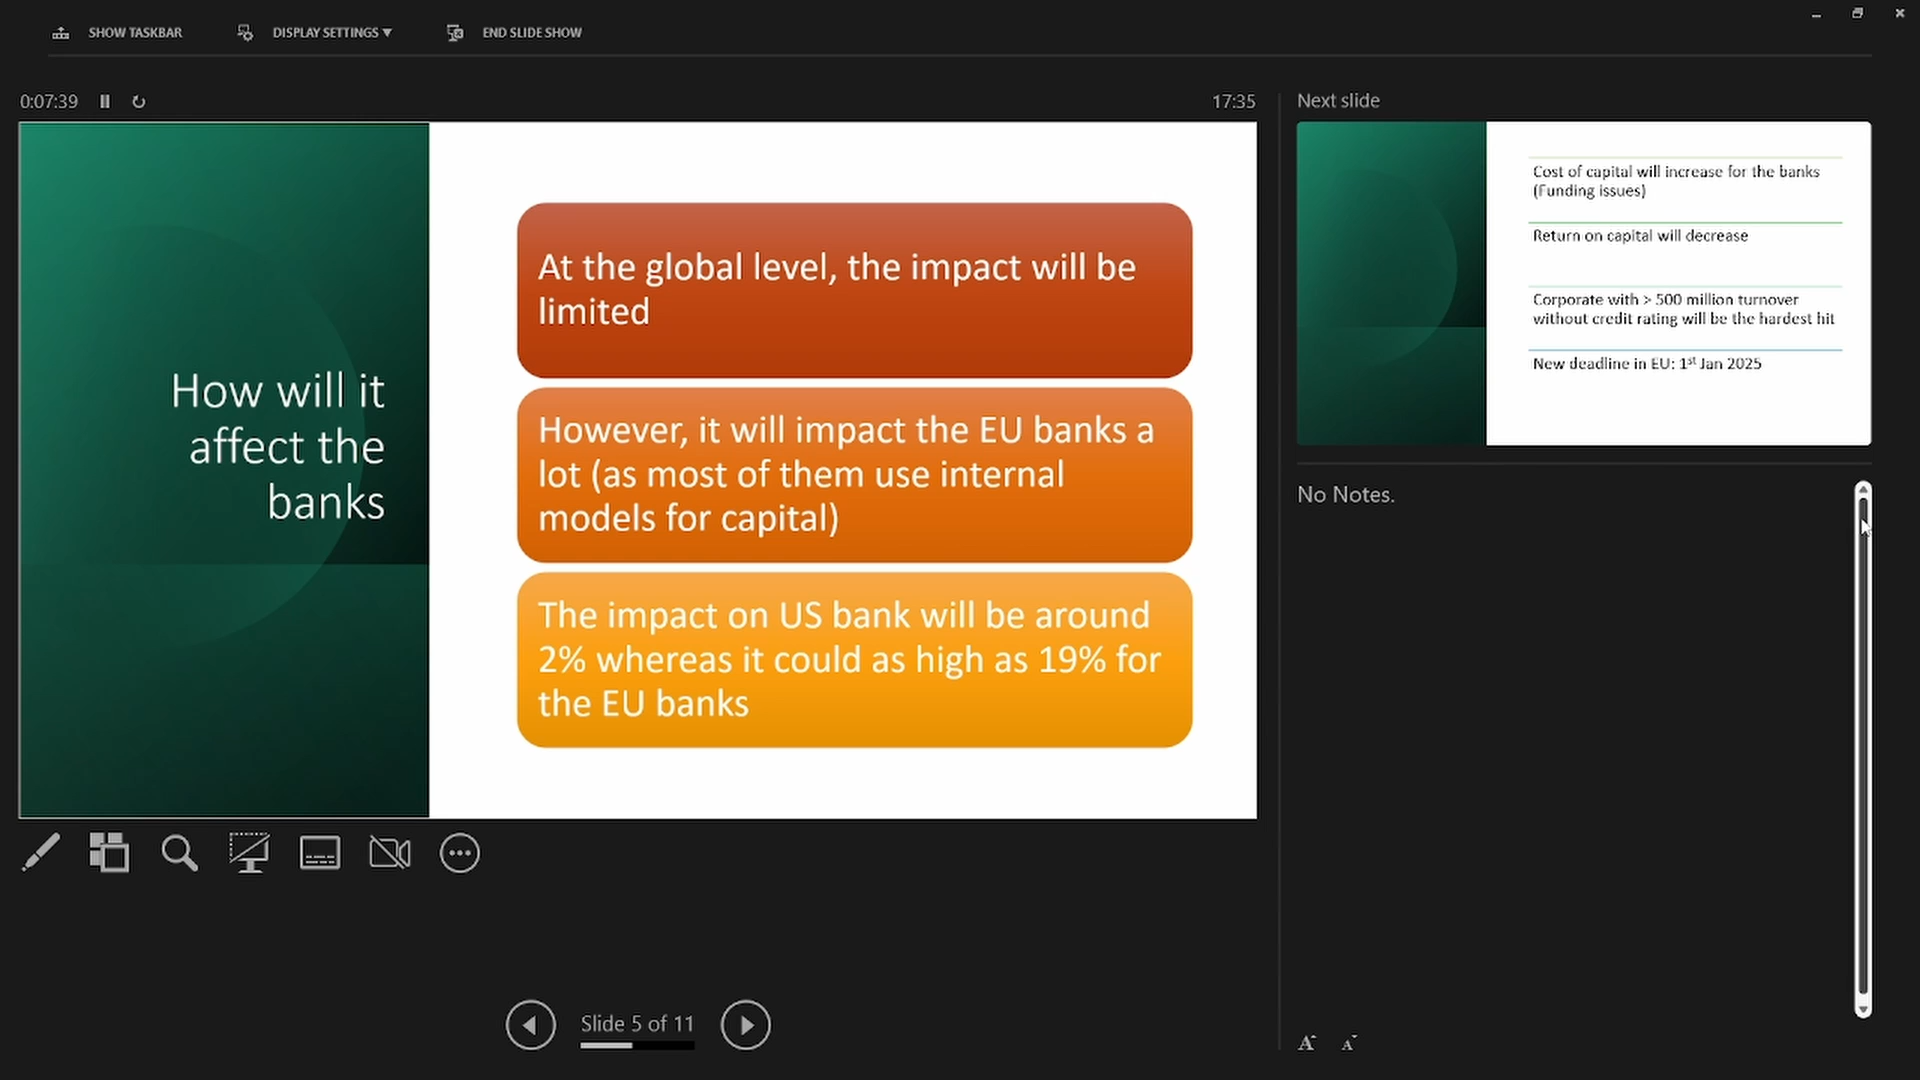 SHOW TASKBAR
DISPLAY SETTINGS ▼
END SLIDE SHOW
0:07:39
17:35
Next slide
How will it
affect the
banks
At the global level, the impact will be
limited
However, it will impact the EU banks a
lot (as most of them use internal
models for capital)
The impact on US bank will be around
2% whereas it could as high as 19% for
the EU banks
Cost of capital will increase for the banks
(Funding issues)
Return on capital will decrease
Corporate with > 500 million turnover
without credit rating will be the hardest hit
New deadline in EU: 1st Jan 2025
No Notes.
Slide 5 of 11
A A